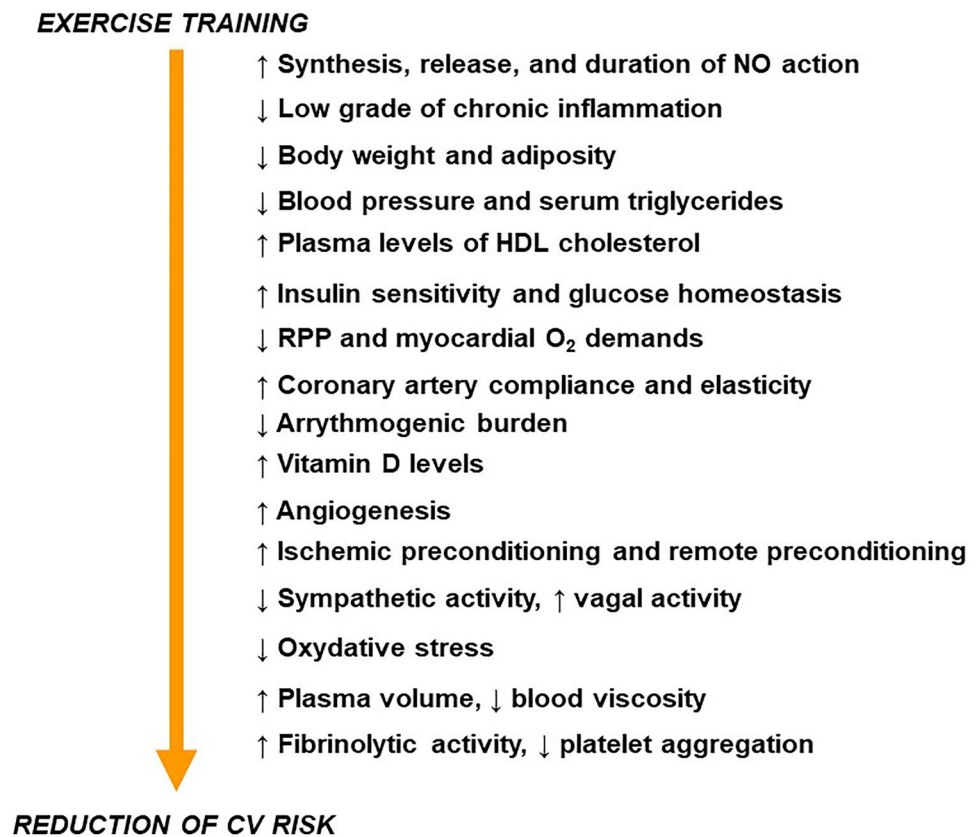 EXERCISE TRAINING
↑ Synthesis, release, and duration of NO action
↓ Low grade of chronic inflammation
↓ Body weight and adiposity
↓ Blood pressure and serum triglycerides
↑ Plasma levels of HDL cholesterol
↑ Insulin sensitivity and glucose homeostasis
↓ RPP and myocardial O₂ demands
↑ Coronary artery compliance and elasticity
↓ Arrythmogenic burden
↑ Vitamin D levels
↑ Angiogenesis
↑ Ischemic preconditioning and remote preconditioning
↓ Sympathetic activity, ↑ vagal activity
↓ Oxydative stress
↑ Plasma volume, ↓ blood viscosity
↑ Fibrinolytic activity, ↓ platelet aggregation
REDUCTION OF CV RISK